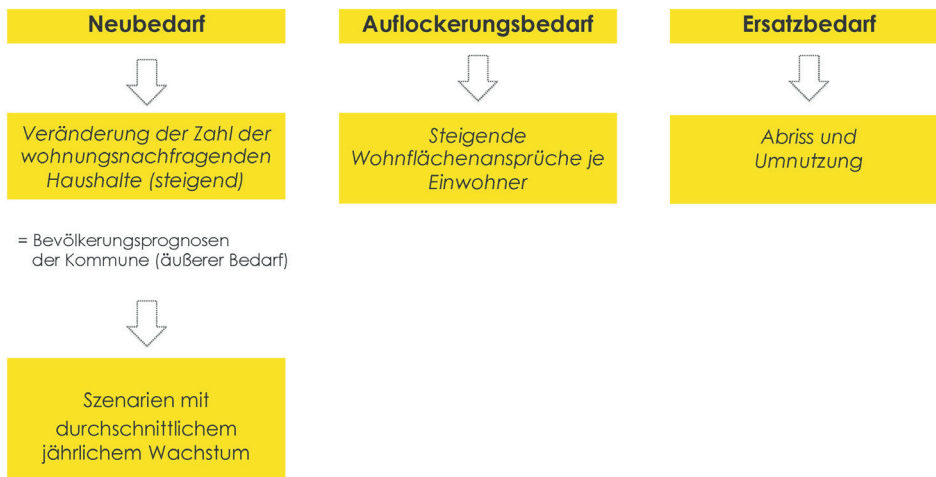 Neubedarf
Veränderung der Zahl der
wohnungsnachfragenden
Haushalte (steigend)
= Bevölkerungsprognosen
der Kommune (äußerer Bedarf)
Szenarien mit
durchschnittlichem
jährlichem Wachstum
Auflockerungsbedarf
Steigende
Wohnflächenansprüche je
Einwohner
Ersatzbedarf
Abriss und
Umnutzung